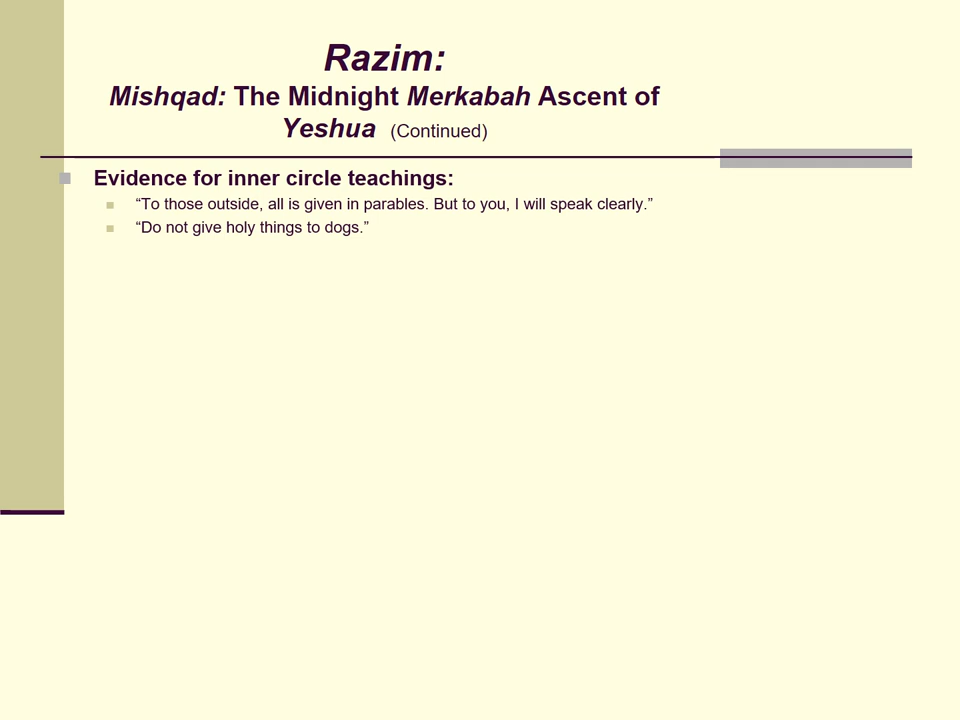 Razim:
Mishqad: The Midnight Merkabah Ascent of
Yeshua (Continued)
Evidence for inner circle teachings:
“To those outside, all is given in parables. But to you, I will speak clearly.”
“Do not give holy things to dogs.”